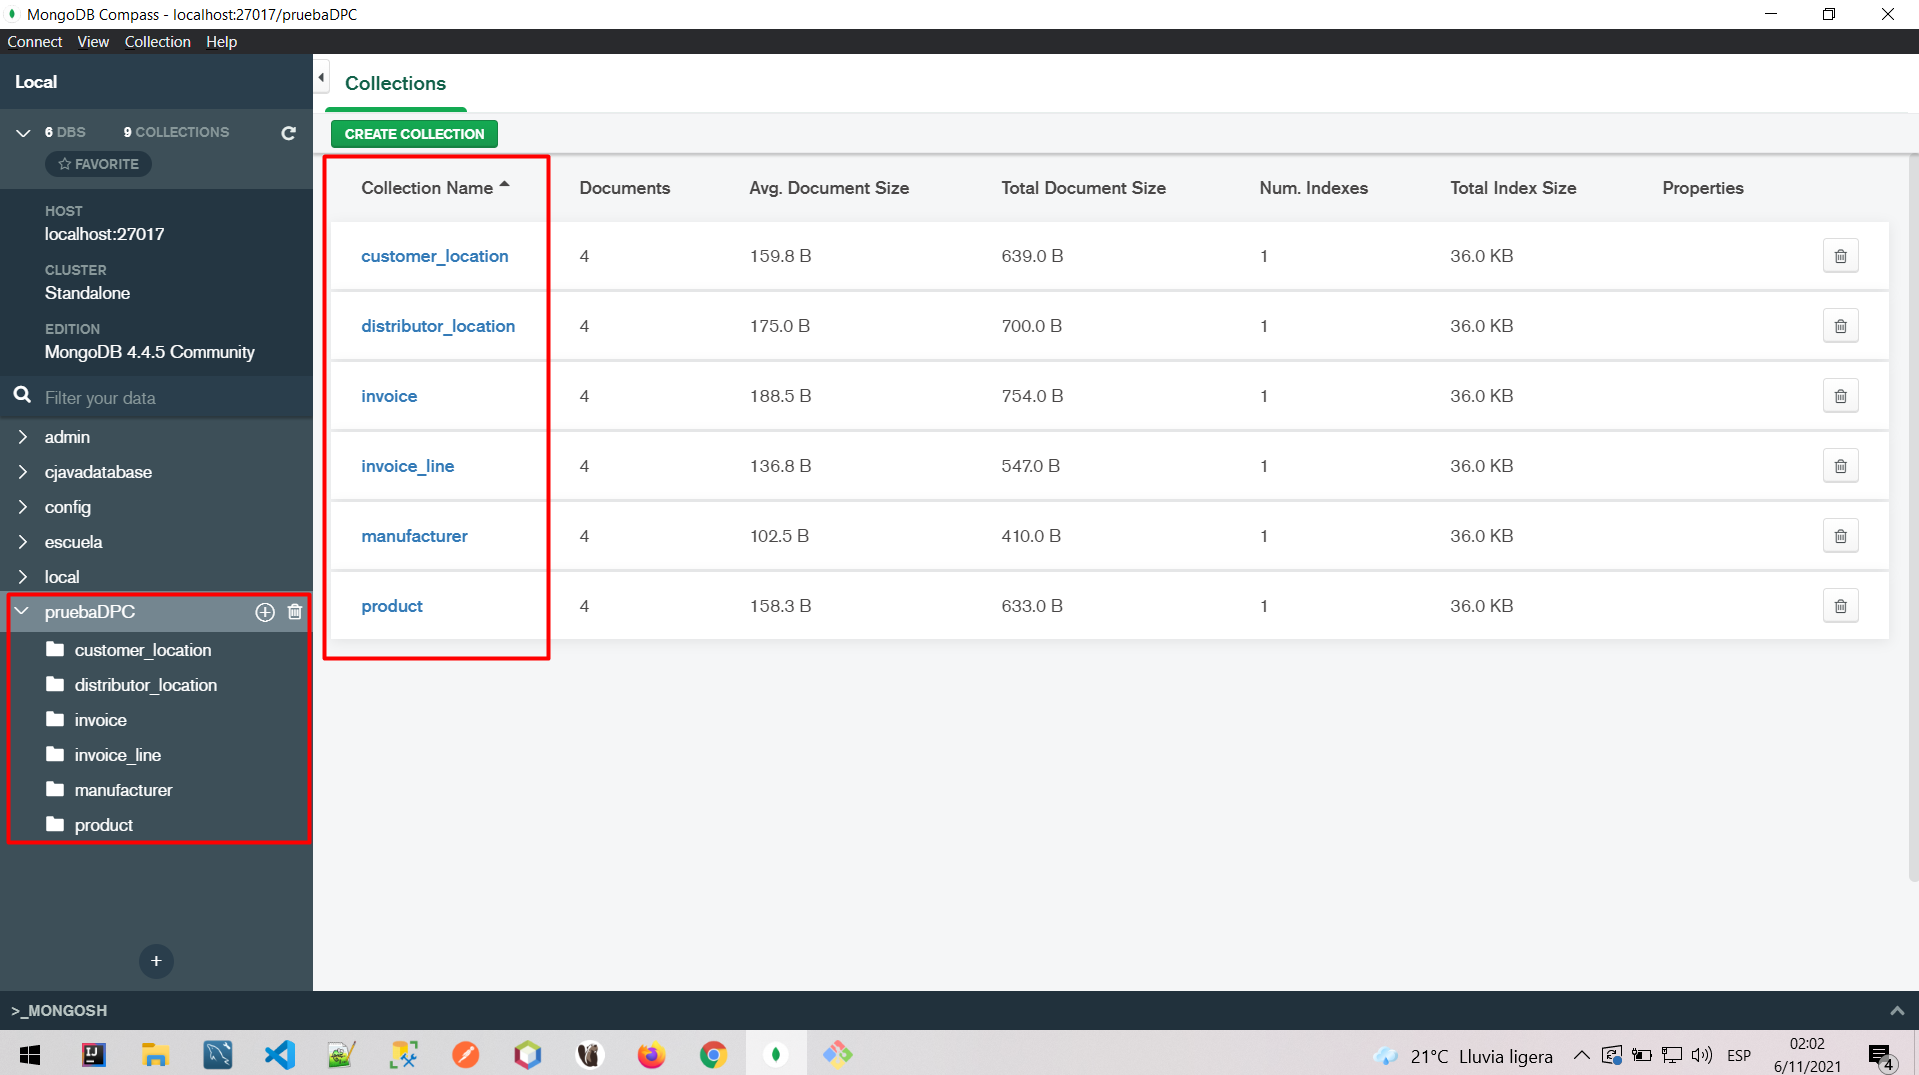 MongoDB Compass - localhost:27017/pruebaDPC
Connect View Collection Help
Local
6 DBS 9 COLLECTIONS
FAVORITE
HOST
localhost:27017
CLUSTER
Standalone
EDITION
MongoDB 4.4.5 Community
Filter your data
admin
cjavadatabase
config
escuela
local
pruebaDPC
customer_location
distributor_location
invoice
invoice_line
manufacturer
product
Collections
CREATE COLLECTION
Collection Name Documents Avg. Document Size Total Document Size Num. Indexes Total Index Size Properties
customer_location 4 159.8 B 639.0 B 1 36.0 KB
distributor_location 4 175.0 B 700.0 B 1 36.0 KB
invoice 4 188.5 B 754.0 B 1 36.0 KB
invoice_line 4 136.8 B 547.0 B 1 36.0 KB
manufacturer 4 102.5 B 410.0 B 1 36.0 KB
product 4 158.3 B 633.0 B 1 36.0 KB
+
>_MONGOSH
IJ
21°C Lluvia ligera ESP
02:02
6/11/2021
4